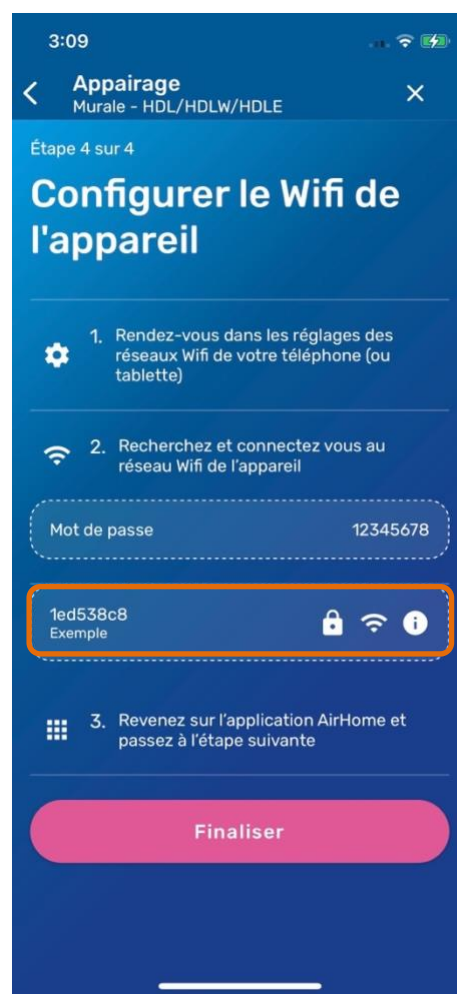 3:09
Appairage
Murale - HDL/HDLW/HDLE
Étape 4 sur 4
Configurer le Wifi de
l'appareil
1. Rendez-vous dans les réglages des
réseaux Wifi de votre téléphone (ou
tablette)
2. Recherchez et connectez vous au
réseau Wifi de l'appareil
Mot de passe 12345678
1ed538c8
Exemple
3. Revenez sur l'application AirHome et
passez à l'étape suivante
Finaliser